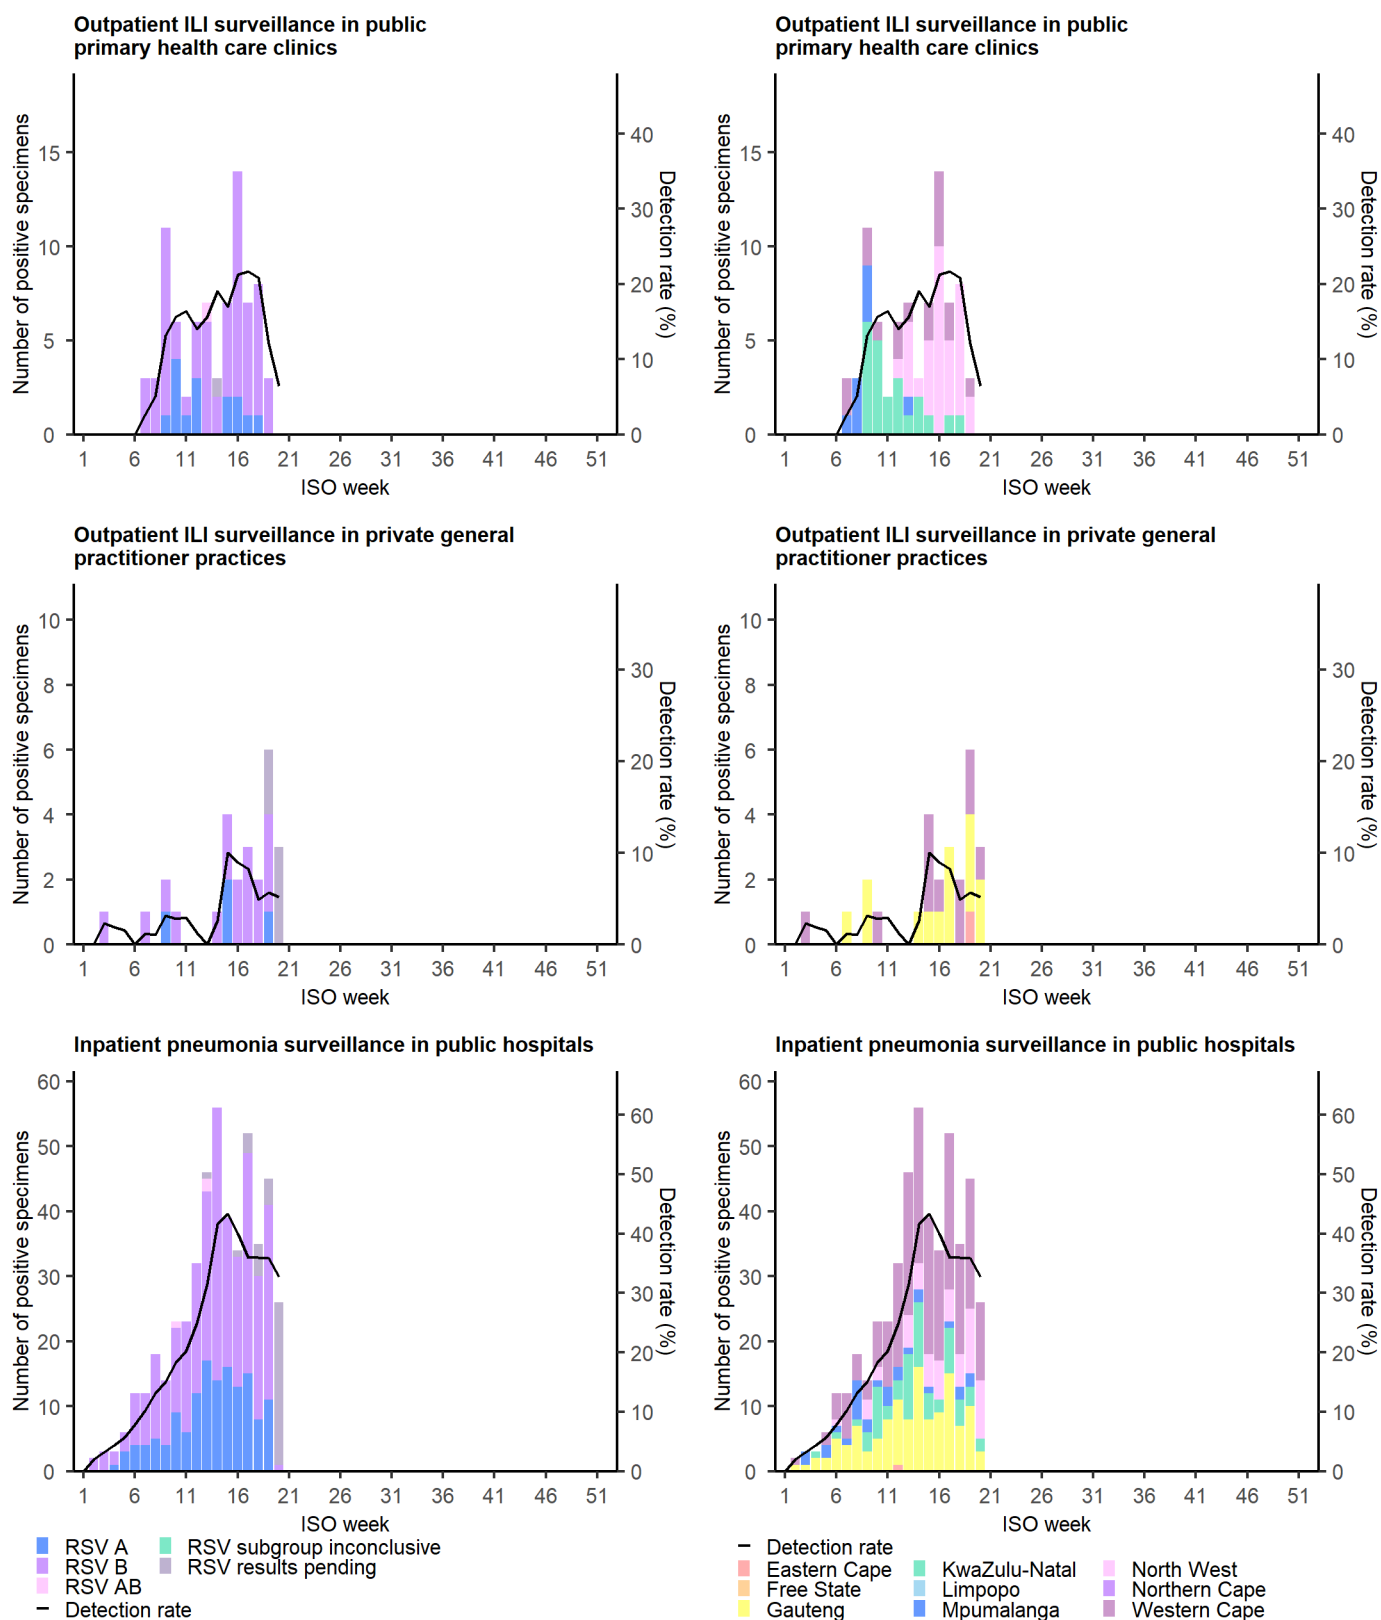 Outpatient ILI surveillance in public
primary health care clinics
Number of positive specimens
15
10
5
0
40
30
20
10
0
Detection rate (%)
1 6 11 16 21 26 31 36 41 46 51
ISO week
Outpatient ILI surveillance in public
primary health care clinics
Number of positive specimens
15
10
5
0
40
30
20
10
0
Detection rate (%)
1 6 11 16 21 26 31 36 41 46 51
ISO week
Outpatient ILI surveillance in private general
practitioner practices
Number of positive specimens
10
8
6
4
2
0
30
20
10
0
Detection rate (%)
1 6 11 16 21 26 31 36 41 46 51
ISO week
Outpatient ILI surveillance in private general
practitioner practices
Number of positive specimens
10
8
6
4
2
0
30
20
10
0
Detection rate (%)
1 6 11 16 21 26 31 36 41 46 51
ISO week
Inpatient pneumonia surveillance in public hospitals
Number of positive specimens
60
50
40
30
20
10
0
60
50
40
30
20
10
0
Detection rate (%)
1 6 11 16 21 26 31 36 41 46 51
ISO week
RSV A
RSV B
RSV AB
Detection rate
RSV subgroup inconclusive
RSV results pending
Inpatient pneumonia surveillance in public hospitals
Number of positive specimens
60
50
40
30
20
10
0
60
50
40
30
20
10
0
Detection rate (%)
1 6 11 16 21 26 31 36 41 46 51
ISO week
Detection rate
Eastern Cape
Free State
Gauteng
KwaZulu-Natal
Limpopo
Mpumalanga
North West
Northern Cape
Western Cape